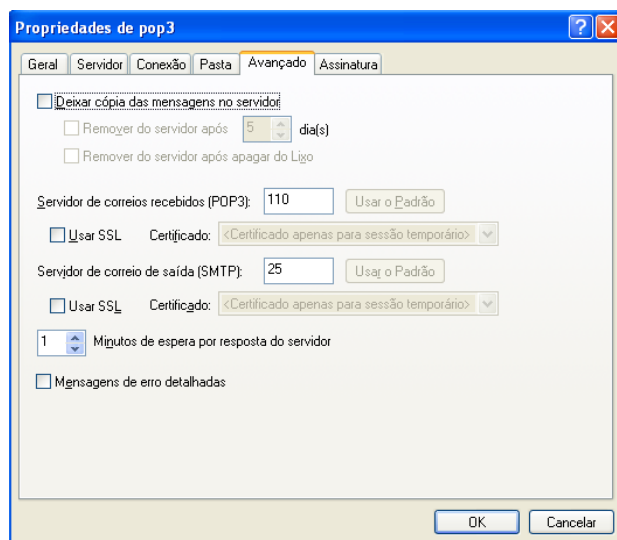 Propriedades de pop3
Geral Servidor Conexão Pasta Avançado Assinatura
Deixar cópia das mensagens no servidor
Remover do servidor após 5 dia(s)
Remover do servidor após apagar do Lixo
Servidor de correios recebidos (POP3): 110 Usar o Padrão
Usar SSL Certificado: <Certificado apenas para sessão temporário>
Servidor de correio de saída (SMTP): 25 Usar o Padrão
Usar SSL Certificado: <Certificado apenas para sessão temporário>
1 Minutos de espera por resposta do servidor
Mensagens de erro detalhadas
OK Cancelar